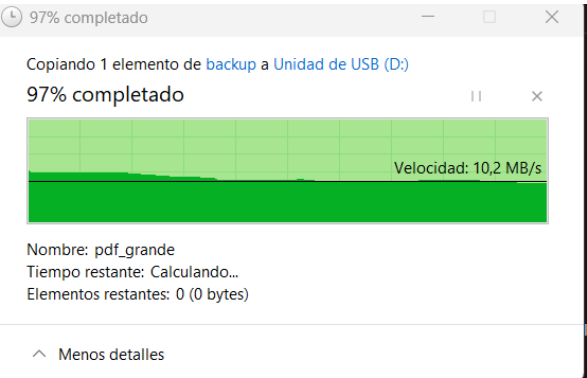 97% completado
Copiando 1 elemento de backup a Unidad de USB (D:)
97% completado
Velocidad: 10,2 MB/s
Nombre: pdf_grande
Tiempo restante: Calculando...
Elementos restantes: 0 (0 bytes)
Menos detalles